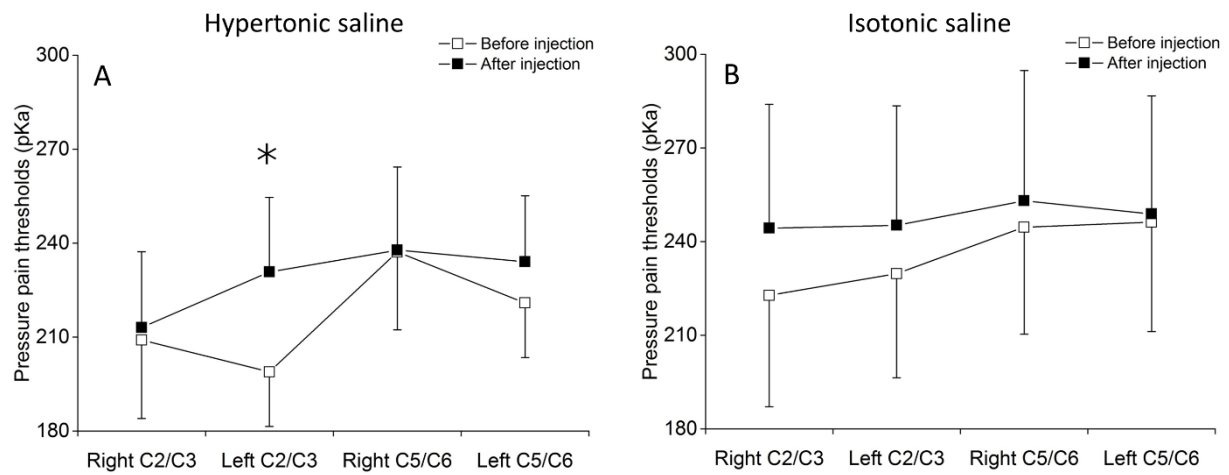 Hypertonic saline
Before injection
After injection
A
*
Pressure pain thresholds (pKa)
300
270
240
210
180
Right C2/C3 Left C2/C3 Right C5/C6 Left C5/C6
Isotonic saline
Before injection
After injection
B
Pressure pain thresholds (pKa)
300
270
240
210
180
Right C2/C3 Left C2/C3 Right C5/C6 Left C5/C6